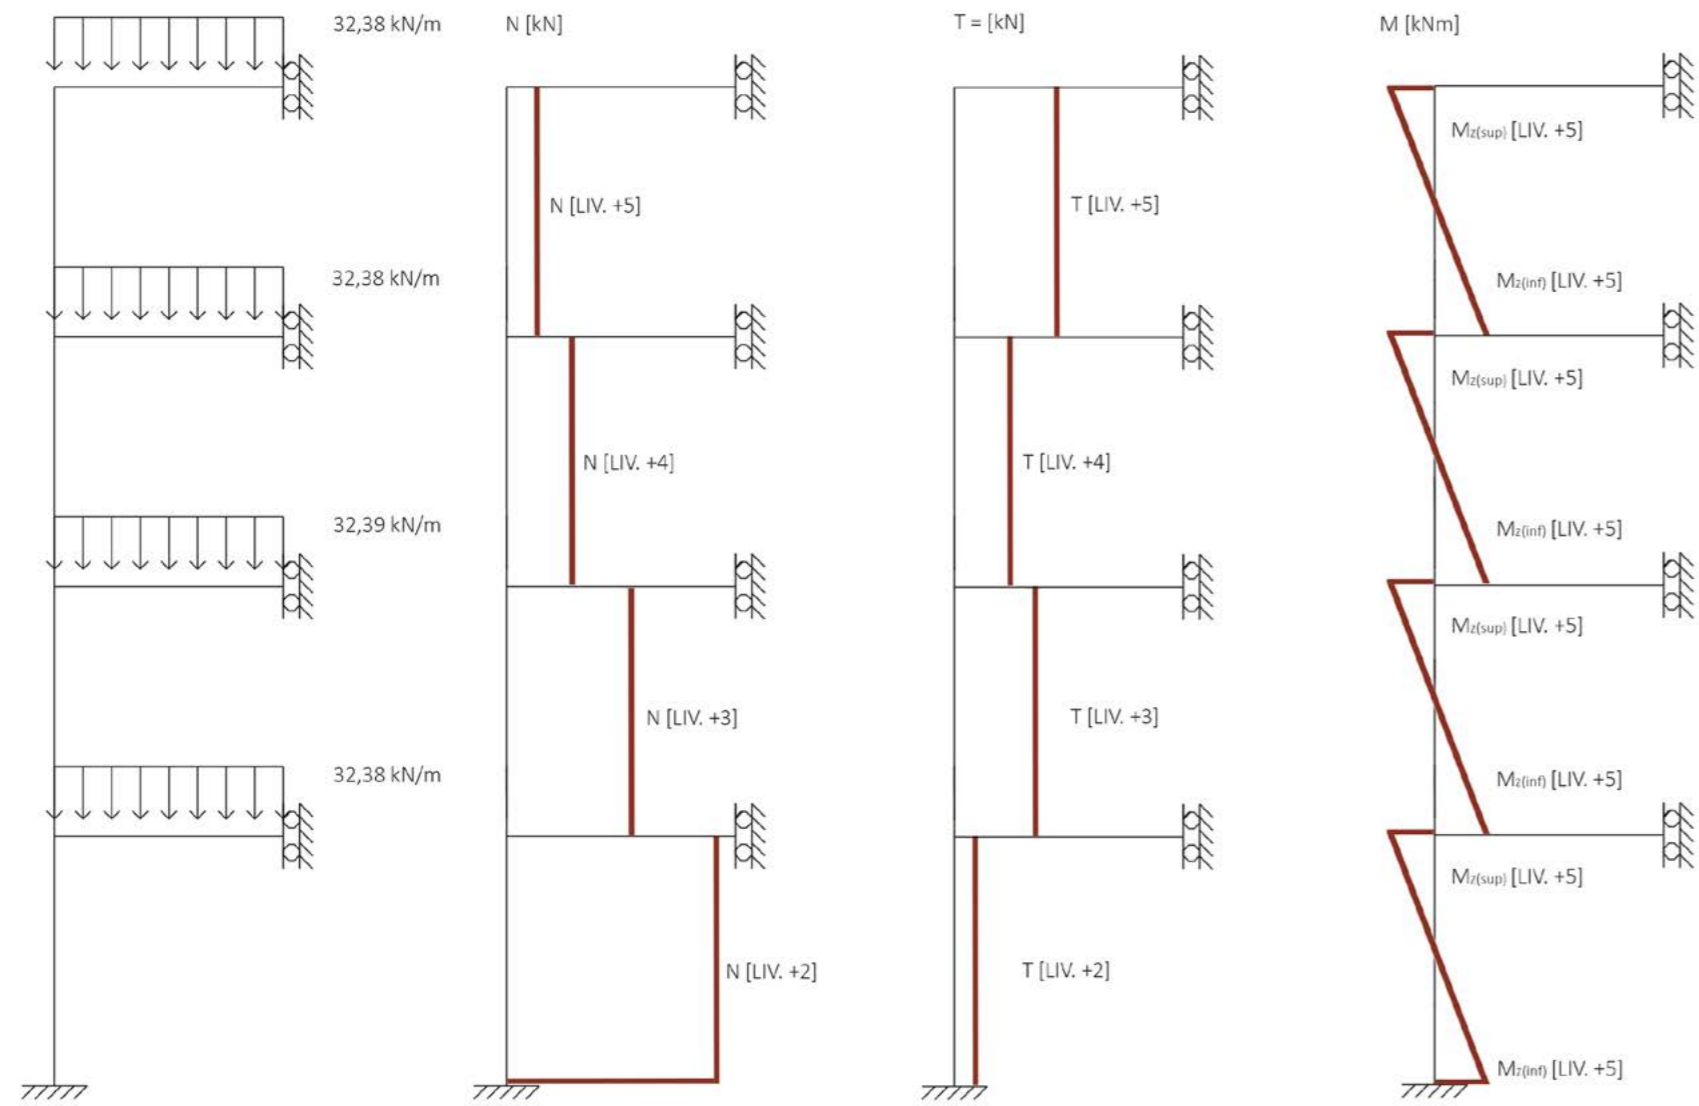 32,38 kN/m
N [kN]
T = [kN]
M [kNm]
Mz(sup) [LIV. +5]
N [LIV. +5]
T [LIV. +5]
32,38 kN/m
Mz(inf) [LIV. +5]
Mz(sup) [LIV. +5]
N [LIV. +4]
T [LIV. +4]
32,39 kN/m
Mz(inf) [LIV. +5]
Mz(sup) [LIV. +5]
N [LIV. +3]
T [LIV. +3]
32,38 kN/m
Mz(inf) [LIV. +5]
Mz(sup) [LIV. +5]
N [LIV. +2]
T [LIV. +2]
Mz(inf) [LIV. +5]